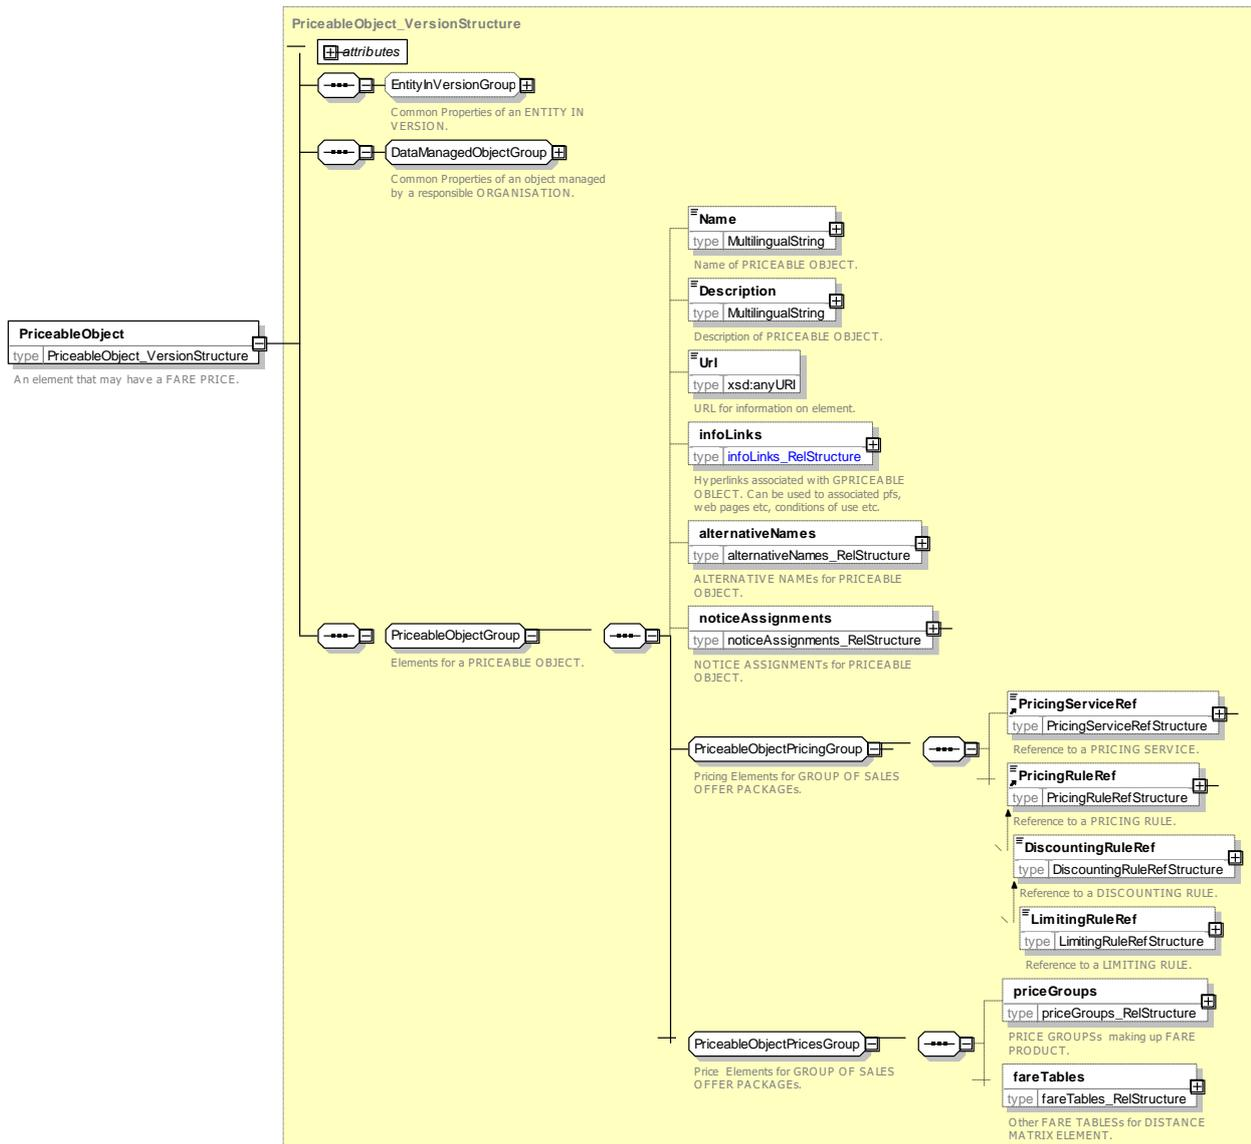 PriceableObject_VersionStructure
attributes
EntityInVersionGroup
Common Properties of an ENTITY IN
VERSION.
DataManagedObjectGroup
Common Properties of an object managed
by a responsible ORGANISATION.
Name
type MultilingualString
Name of PRICEABLE OBJECT.
Description
type MultilingualString
Description of PRICEABLE OBJECT.
PriceableObject
type PriceableObject_VersionStructure
An element that may have a FARE PRICE.
Url
type xsd:anyURI
URL for information on element.
infoLinks
type infoLinks_RelStructure
Hyperlinks associated with GPRICEABLE
OBLECT. Can be used to associated pfs,
web pages etc, conditions of use etc.
alternativeNames
type alternativeNames_RelStructure
ALTERNATIVE NAMEs for PRICEABLE
OBJECT.
PriceableObjectGroup
Elements for a PRICEABLE OBJECT.
noticeAssignments
type noticeAssignments_RelStructure
NOTICE ASSIGNMENTs for PRICEABLE
OBJECT.
PriceableObjectPricingGroup
Pricing Elements for GROUP OF SALES
OFFER PACKAGEs.
PricingServiceRef
type PricingServiceRefStructure
Reference to a PRICING SERVICE.
PricingRuleRef
type PricingRuleRefStructure
Reference to a PRICING RULE.
DiscountingRuleRef
type DiscountingRuleRefStructure
Reference to a DISCOUNTING RULE.
LimitingRuleRef
type LimitingRuleRefStructure
Reference to a LIMITING RULE.
PriceableObjectPricesGroup
Price Elements for GROUP OF SALES
OFFER PACKAGEs.
priceGroups
type priceGroups_RelStructure
PRICE GROUPSs making up FARE
PRODUCT.
fareTables
type fareTables_RelStructure
Other FARE TABLESs for DISTANCE
MATRIX ELEMENT.